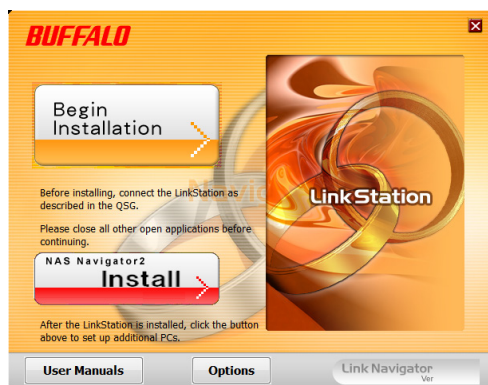 BUFFALO
Begin
Installation
Before installing, connect the LinkStation as
described in the QSG.
Please close all other open applications before
continuing.
NAS Navigator2
Install
After the LinkStation is installed, click the button
above to set up additional PCs.
LinkStation
User Manuals
Options
Link Navigator
Ver